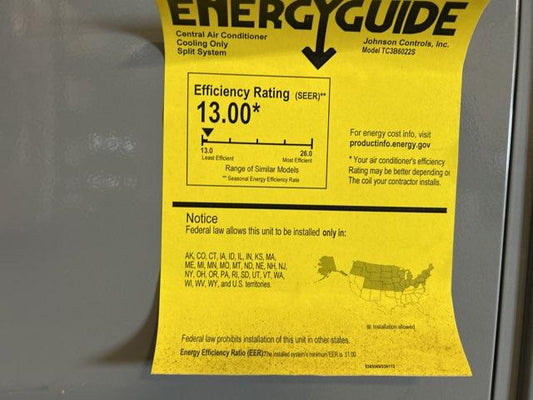 ENERGYGUIDE
Central Air Conditioner
Cooling Only
Split System
Johnson Controls, Inc.
Model TC3B6022S
Efficiency Rating (SEER)**
13.00*
13.0 26.0
Least Efficient Most Efficient
Range of Similar Models
** Seasonal Energy Efficiency Rate
For energy cost info, visit
productinfo.energy.gov
* Your air conditioner's efficiency
Rating may be better depending or
The coil your contractor installs.
Notice
Federal law allows this unit to be installed only in:
AK, CO, CT, IA, ID, IL, IN, KS, MA,
ME, MI, MN, MO, MT, ND, NE, NH, NJ,
NY, OH, OR, PA, RI, SD, UT, VT, WA,
WI, WV, WY, and U.S. territories
Installation allowed
Federal law prohibits installation of this unit in other states.
Energy Efficiency Ratio (EER):The installed system's minimum EER is 11.00